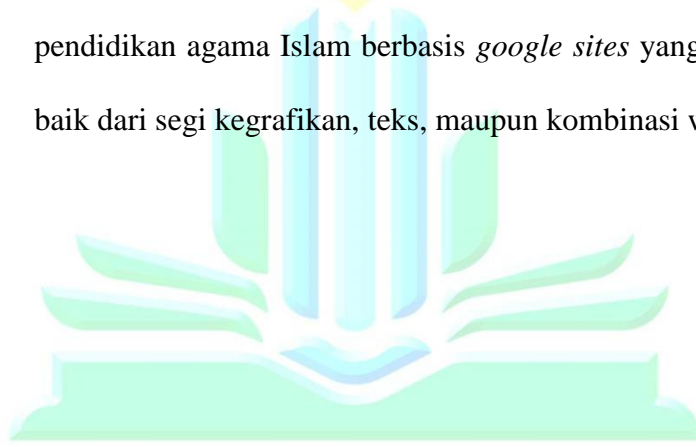 pendidikan agama Islam berbasis google sites yang
baik dari segi kegrafikan, teks, maupun kombinasi